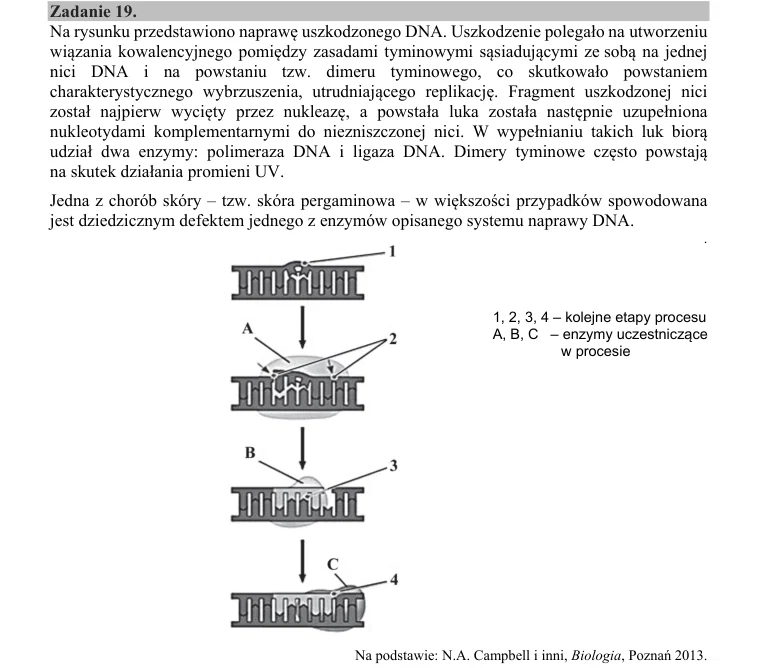 Zadanie 19.
Na rysunku przedstawiono naprawę uszkodzonego DNA. Uszkodzenie polegało na utworzeniu
wiązania kowalencyjnego pomiędzy zasadami tyminowymi sąsiadującymi ze sobą na jednej
nici DNA i na powstaniu tzw. dimeru tyminowego, co skutkowało powstaniem
charakterystycznego wybrzuszenia, utrudniającego replikację. Fragment uszkodzonej nici
został najpierw wycięty przez nukleazę, a powstała luka została następnie uzupełniona
nukleotydami komplementarnymi do niezniszczonej nici. W wypełnianiu takich luk biorą
udział dwa enzymy: polimeraza DNA i ligaza DNA. Dimery tyminowe często powstają
na skutek działania promieni UV.
Jedna z chorób skóry – tzw. skóra pergaminowa – w większości przypadków spowodowana
jest dziedzicznym defektem jednego z enzymów opisanego systemu naprawy DNA.
1
1, 2, 3, 4 – kolejne etapy procesu
A, B, C – enzymy uczestniczące
w procesie
A
2
B
3
C
4
Na podstawie: N.A. Campbell i inni, Biologia, Poznań 2013.